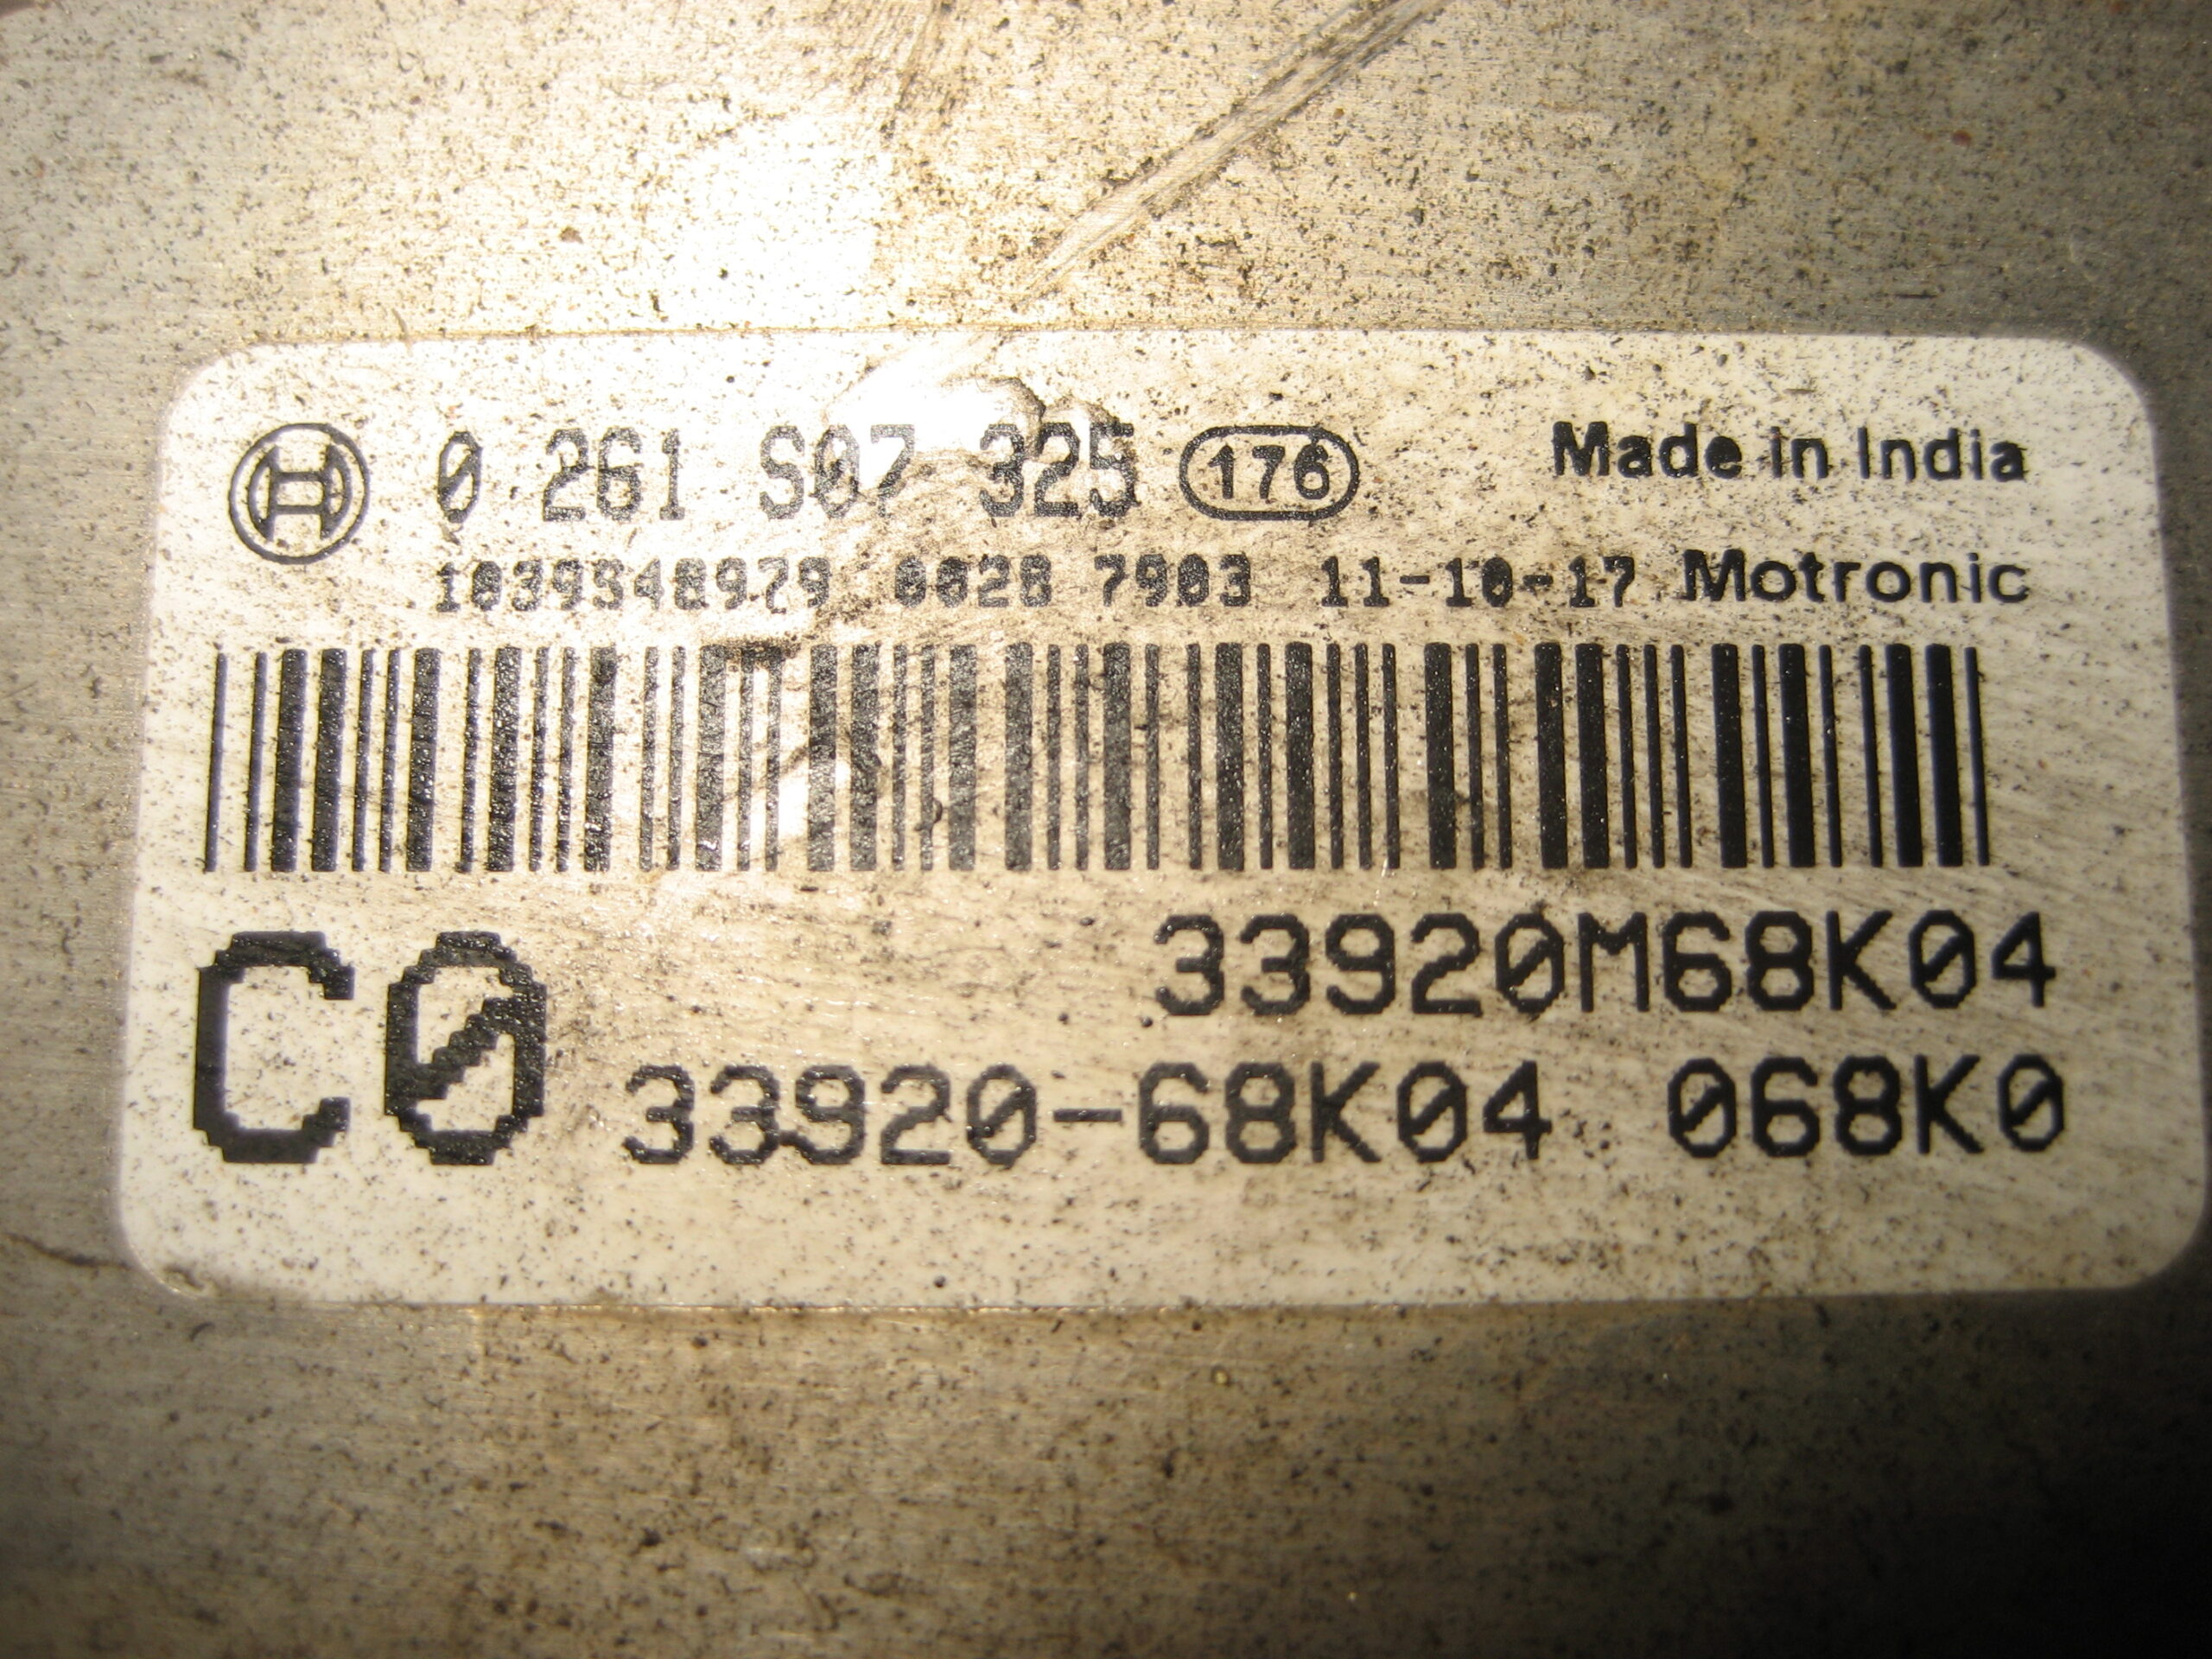 0 261 S07 325 176 Made in India
1039S48979 0028 7903 11-10-17 Motronic
33920M68K04
C0 33920-68K04 068K0